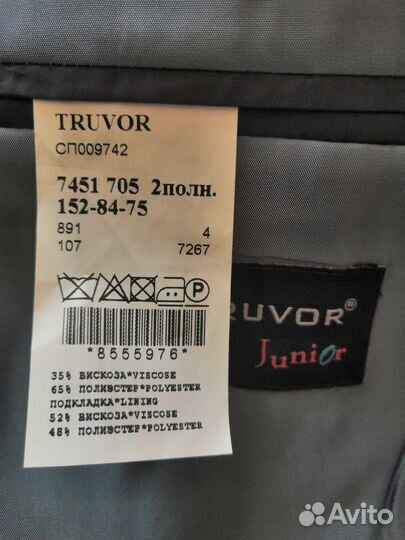 TRUVOR
СП009742
7451 705 2полн.
152-84-75
891 4
107 7267
P
*8555976*
35% ВИСКОЗА*VISCOSE
65% ПОЛИЭСТЕР*POLYESTER
ПОДКЛАДКА*LINING
52% ВИСКОЗА*VISCOSE
48% ПОЛИЭСТЕР*POLYESTER
RUVOR®
Junior
Avito